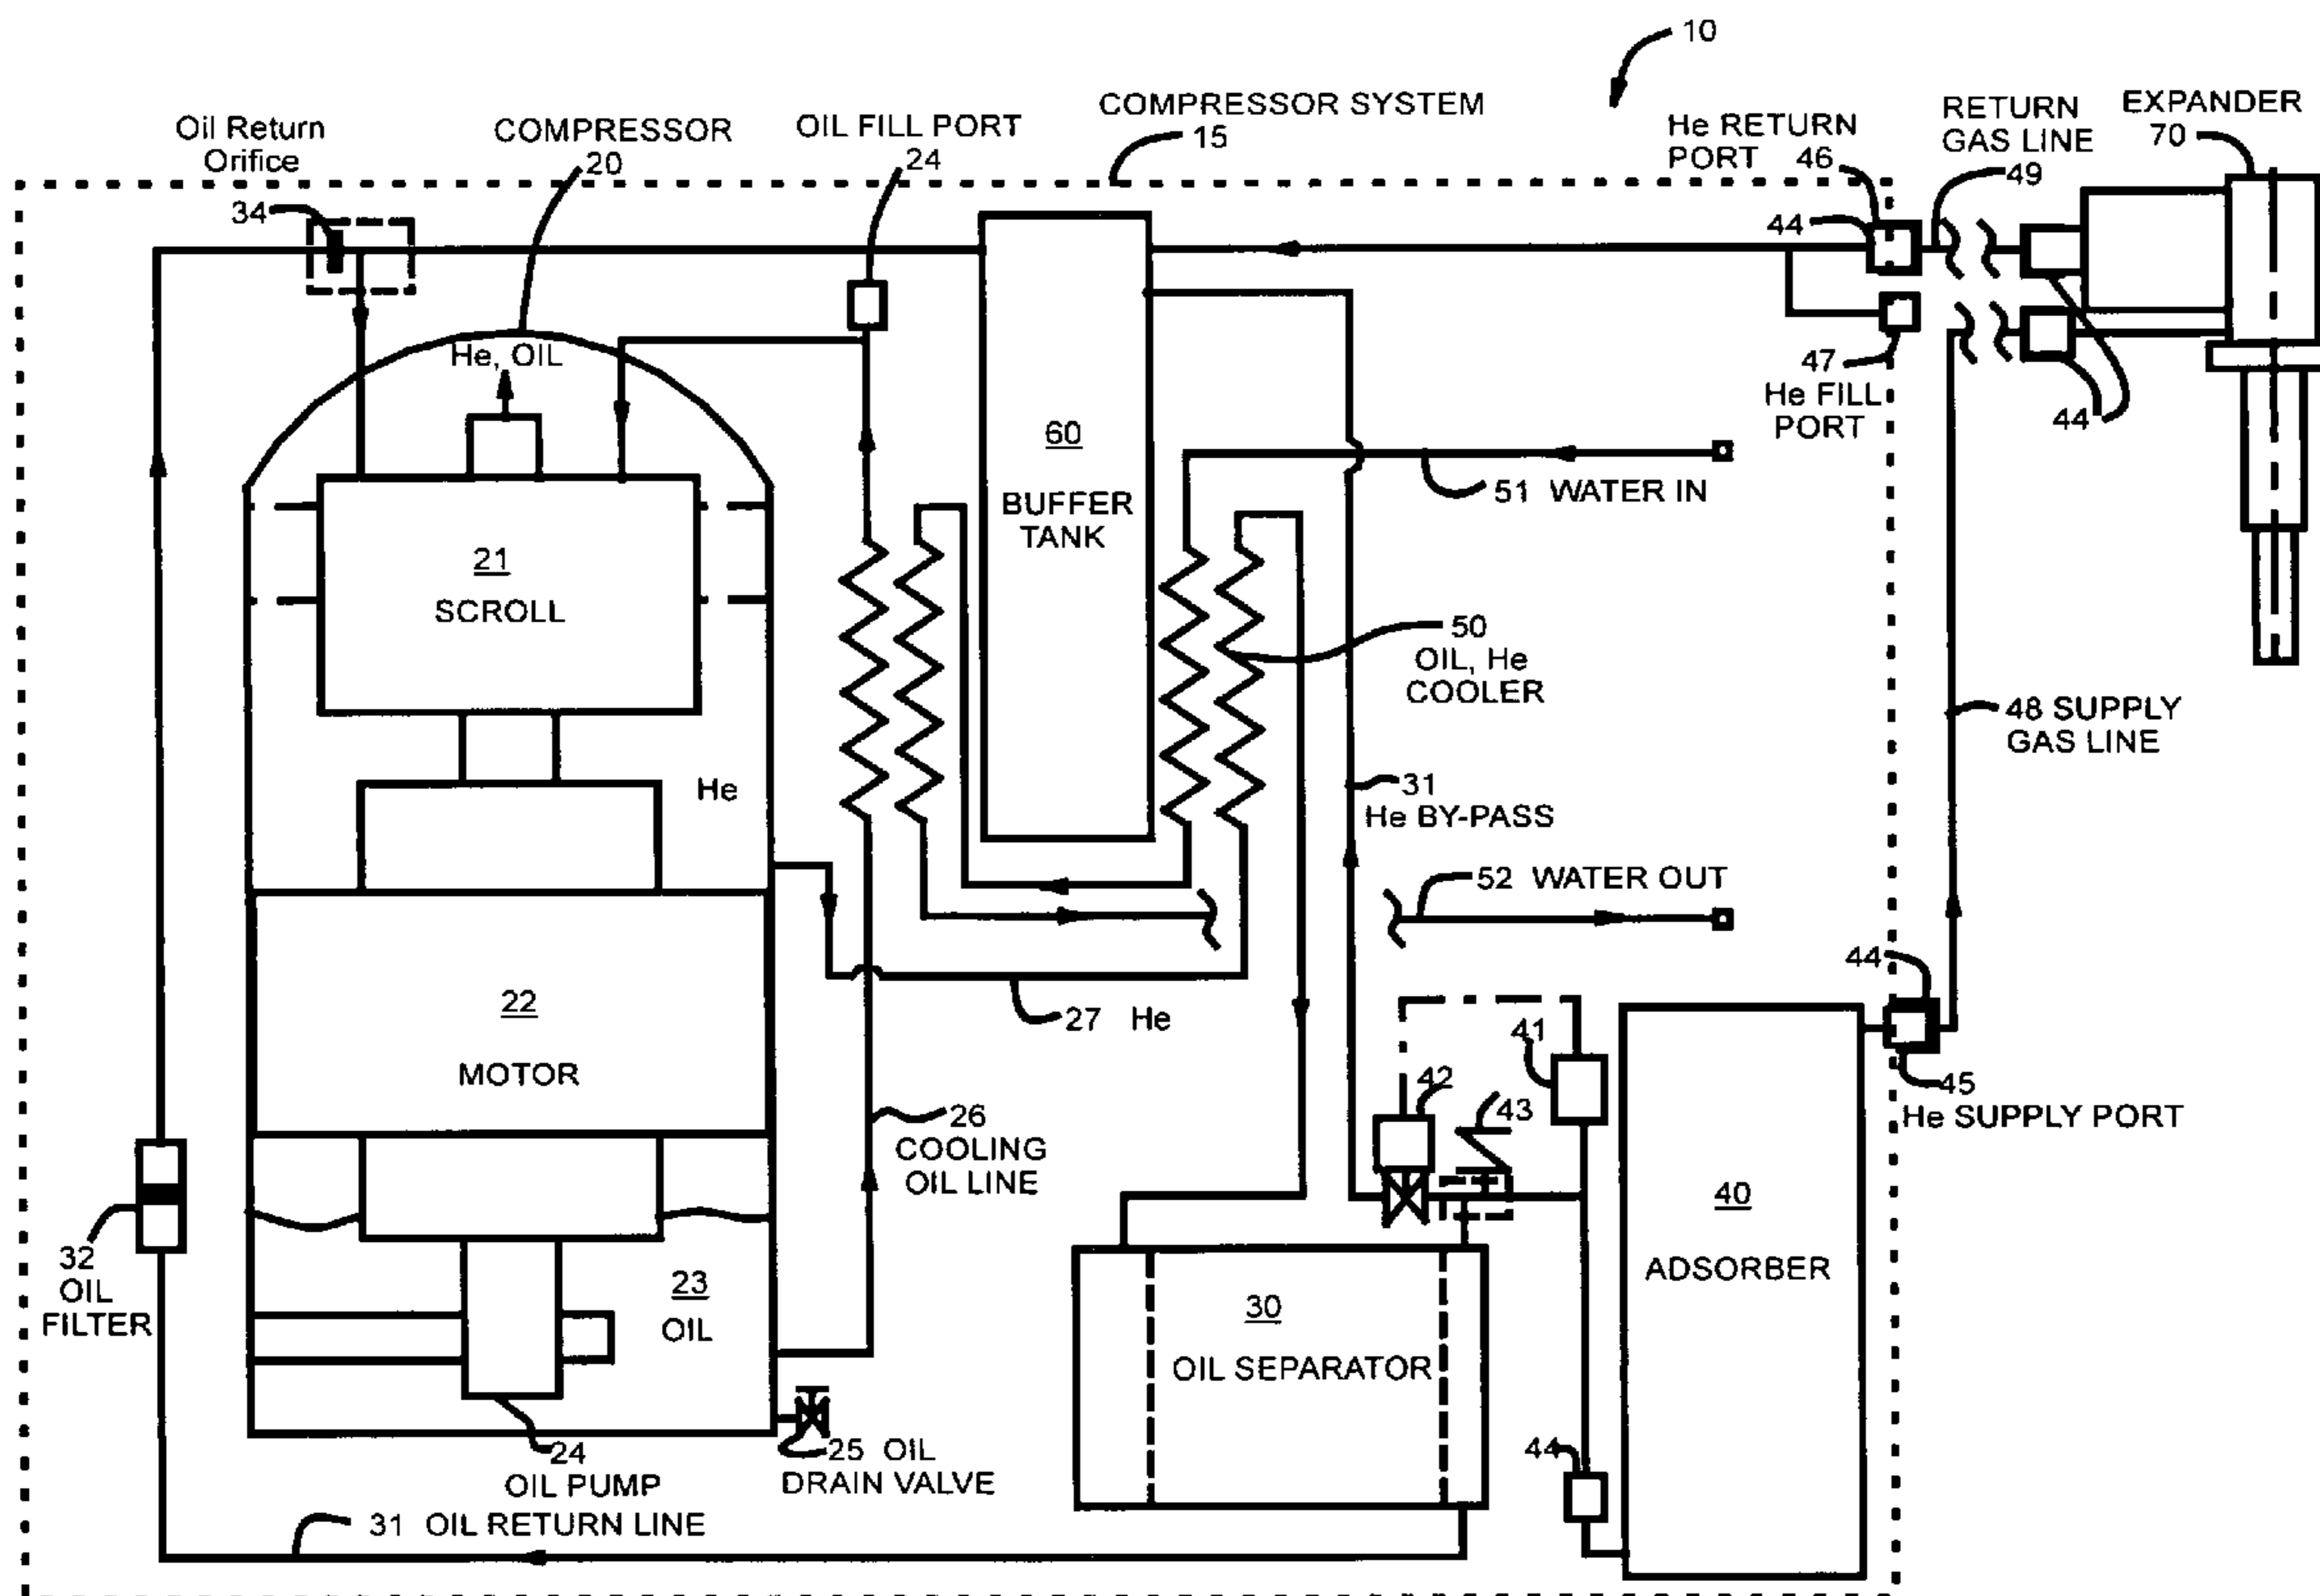 10
COMPRESSOR SYSTEM
15
Oil Return
Orifice
34
COMPRESSOR
20
OIL FILL PORT
24
He RETURN
PORT 46
RETURN
GAS LINE
49
EXPANDER
70
44
47
He FILL
PORT
44
He, OIL
60
BUFFER
TANK
51 WATER IN
21
SCROLL
50
OIL, He
COOLER
48 SUPPLY
GAS LINE
He
31
He BY-PASS
52 WATER OUT
22
MOTOR
27 He
44
41
42
43
45
He SUPPLY PORT
26
COOLING
OIL LINE
40
ADSORBER
32
OIL
FILTER
23
OIL
30
OIL SEPARATOR
24
OIL PUMP
25 OIL
DRAIN VALVE
44
31 OIL RETURN LINE